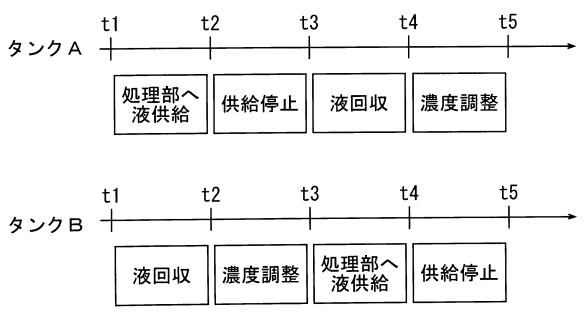 t1 t2 t3 t4 t5
タンクA
処理部へ
液供給
供給停止
液回収
濃度調整
t1 t2 t3 t4 t5
タンクB
液回収
濃度調整
処理部へ
液供給
供給停止